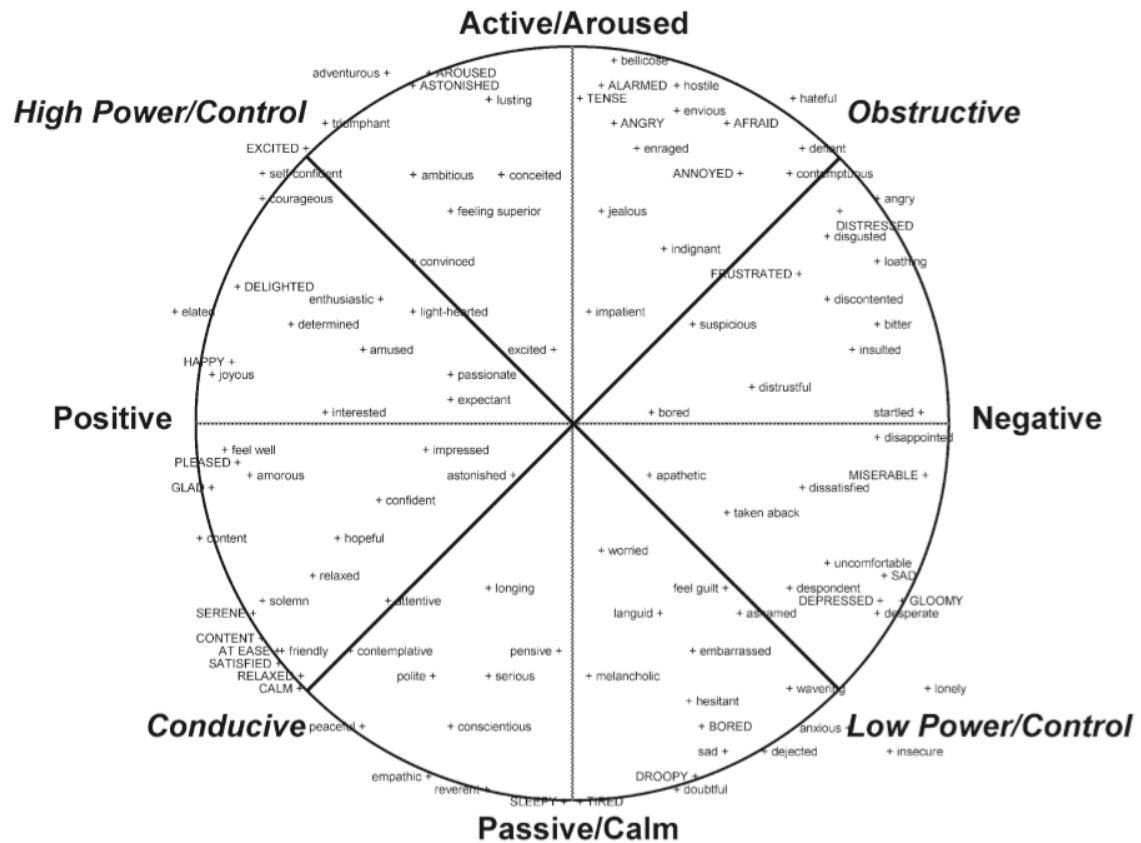 Active/Aroused
+ bellicose
adventurous +
+ AROUSED
+ ASTONISHED
+ ALARMED
+ hostile
+ lusting
+ TENSE
+ hateful
High Power/Control
Obstructive
+ envious
+ triumphant
+ ANGRY
+ AFRAID
EXCITED +
+ enraged
+ defiant
+ self-confident
+ ambitious
+ conceited
ANNOYED +
+ contemptuous
+ courageous
+ angry
+ feeling superior
+ jealous
+
DISTRESSED
+ disgusted
+ indignant
+ convinced
+ loathing
FRUSTRATED +
+ DELIGHTED
enthusiastic +
+ discontented
+ elated
+ light-hearted
+ impatient
+ determined
+ suspicious
+ bitter
+ amused
excited +
+ insulted
HAPPY +
+ joyous
+ passionate
+ distrustful
+ expectant
Positive
+ interested
+ bored
startled +
Negative
+ disappointed
+ feel well
+ impressed
PLEASED +
+ amorous
astonished +
+ apathetic
MISERABLE +
GLAD +
+ dissatisfied
+ confident
+ taken aback
+ content
+ hopeful
+ worried
+ uncomfortable
+ relaxed
+ SAD
+ longing
feel guilt +
+ despondent
+ solemn
+ attentive
DEPRESSED +
+ GLOOMY
SERENE +
languid +
+ ashamed
+ desperate
CONTENT +
AT EASE +
+ friendly
+ contemplative
pensive +
+ embarrassed
SATISFIED +
RELAXED +
polite +
+ serious
+ melancholic
CALM +
+ wavering
+ lonely
+ hesitant
Conducive
peaceful +
+ conscientious
+ BORED
anxious +
Low Power/Control
sad +
+ dejected
+ insecure
empathic +
DROOPY +
reverent +
+ doubtful
SLEEPY +
+ TIRED
Passive/Calm